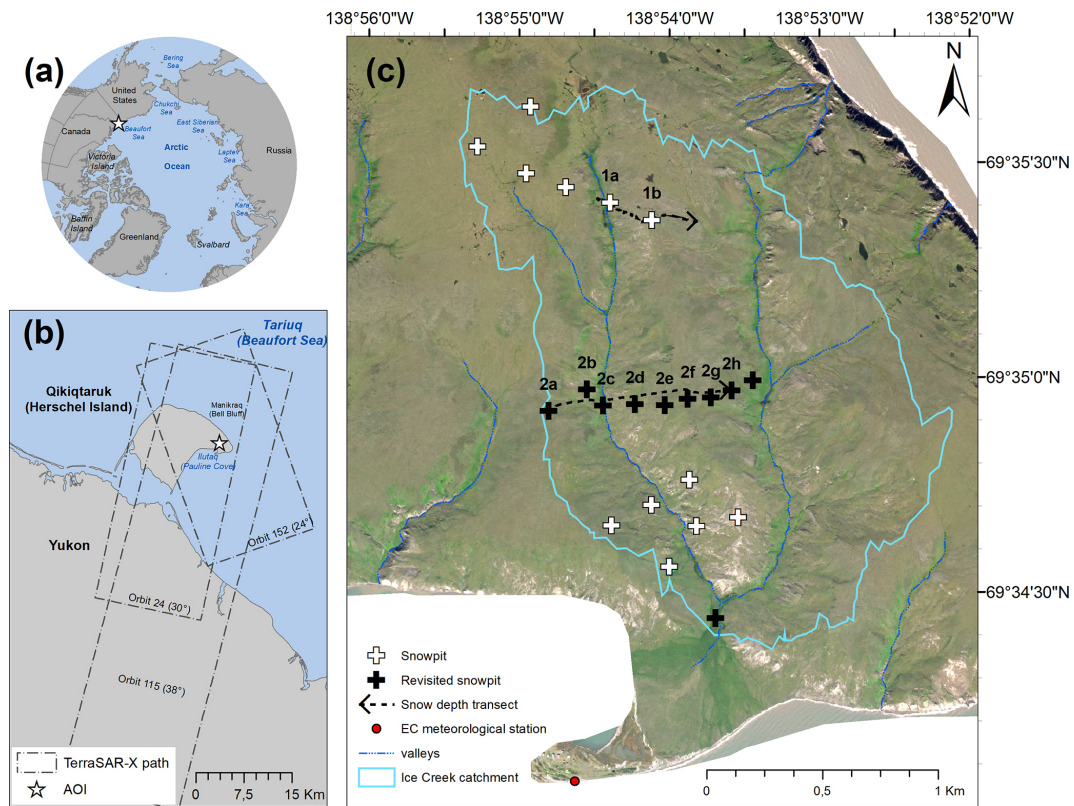 (a)
Bering
Sea
United
States
Chukchi
Sea
Canada
Beaufort
Sea
East Siberian
Sea
Arctic
Ocean
Laptev
Sea
Russia
Victoria
Island
Kara
Sea
Baffin
Island
Greenland
Svalbard
(b)
Tariuq
(Beaufort Sea)
Qikiqtaruk
(Herschel Island)
Manikraq
(Bell Bluff)
Ilutaq
(Pauline Cove)
Yukon
Orbit 152 (24°)
Orbit 24 (30°)
Orbit 115 (38°)
TerraSAR-X path
AOI
0 7,5 15 Km
138°56'0"W 138°55'0"W 138°54'0"W 138°53'0"W 138°52'0"W
(c)
N
69°35'30"N
1a
1b
69°35'0"N
2a
2b
2c
2d
2e
2f
2g
2h
69°34'30"N
Snowpit
Revisited snowpit
Snow depth transect
EC meteorological station
valleys
Ice Creek catchment
0 0,5 1 Km